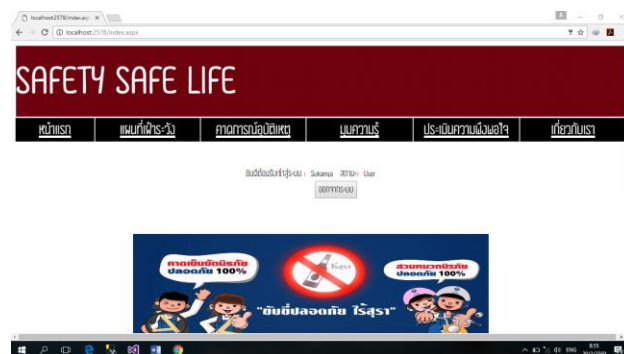 localhost:2578/index.aspx
localhost:2578/index.aspx
SAFETY SAFE LIFE
หน้าแรก แผนที่เฝ้าระวัง คาดการณ์อุบัติเหตุ มุมความรู้ ประเมินความพึงพอใจ เกี่ยวกับเรา
ยินดีต้อนรับเข้าสู่ระบบ : Sukanya สถานะ: User
ออกจากระบบ
คาดเข็มขัดนิรภัย
ปลอดภัย 100%
ไร้สุรา
สวมหมวกนิรภัย
ปลอดภัย 100%
"ขับขี่ปลอดภัย ไร้สุรา"
ENG
8:55